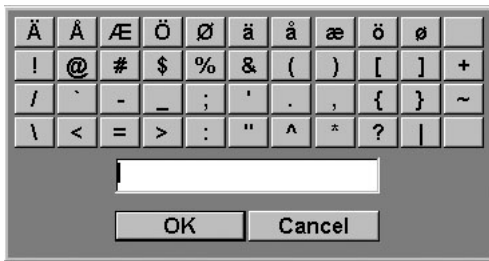 Ä Å Æ Ö Ø ä å æ ö ø
! @ # $ % & ( ) [ ] +
/ ` - _ ; ' . , { } ~
\ < = > : " ^ * ? |
OK Cancel